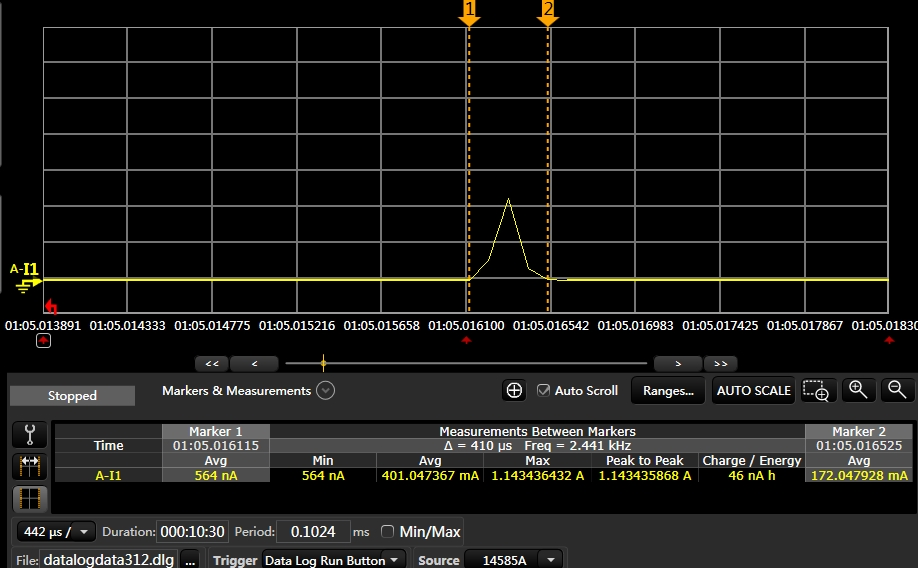 1 2
A-I1
01:05.013891 01:05.014333 01:05.014775 01:05.015216 01:05.015658 01:05.016100 01:05.016542 01:05.016983 01:05.017425 01:05.017867 01:05.01830
<< < > >>
Stopped Markers & Measurements Auto Scroll Ranges... AUTO SCALE
Marker 1 Measurements Between Markers Marker 2
Time 01:05.016115 Δ = 410 µs Freq = 2.441 kHz 01:05.016525
Avg Min Avg Max Peak to Peak Charge / Energy Avg
A-I1 564 nA 564 nA 401.047367 mA 1.143436432 A 1.143435868 A 46 nA h 172.047928 mA
442 µs / Duration: 000:10:30 Period: 0.1024 ms Min/Max
File: datalogdata312.dlg ... Trigger Data Log Run Button Source 14585A